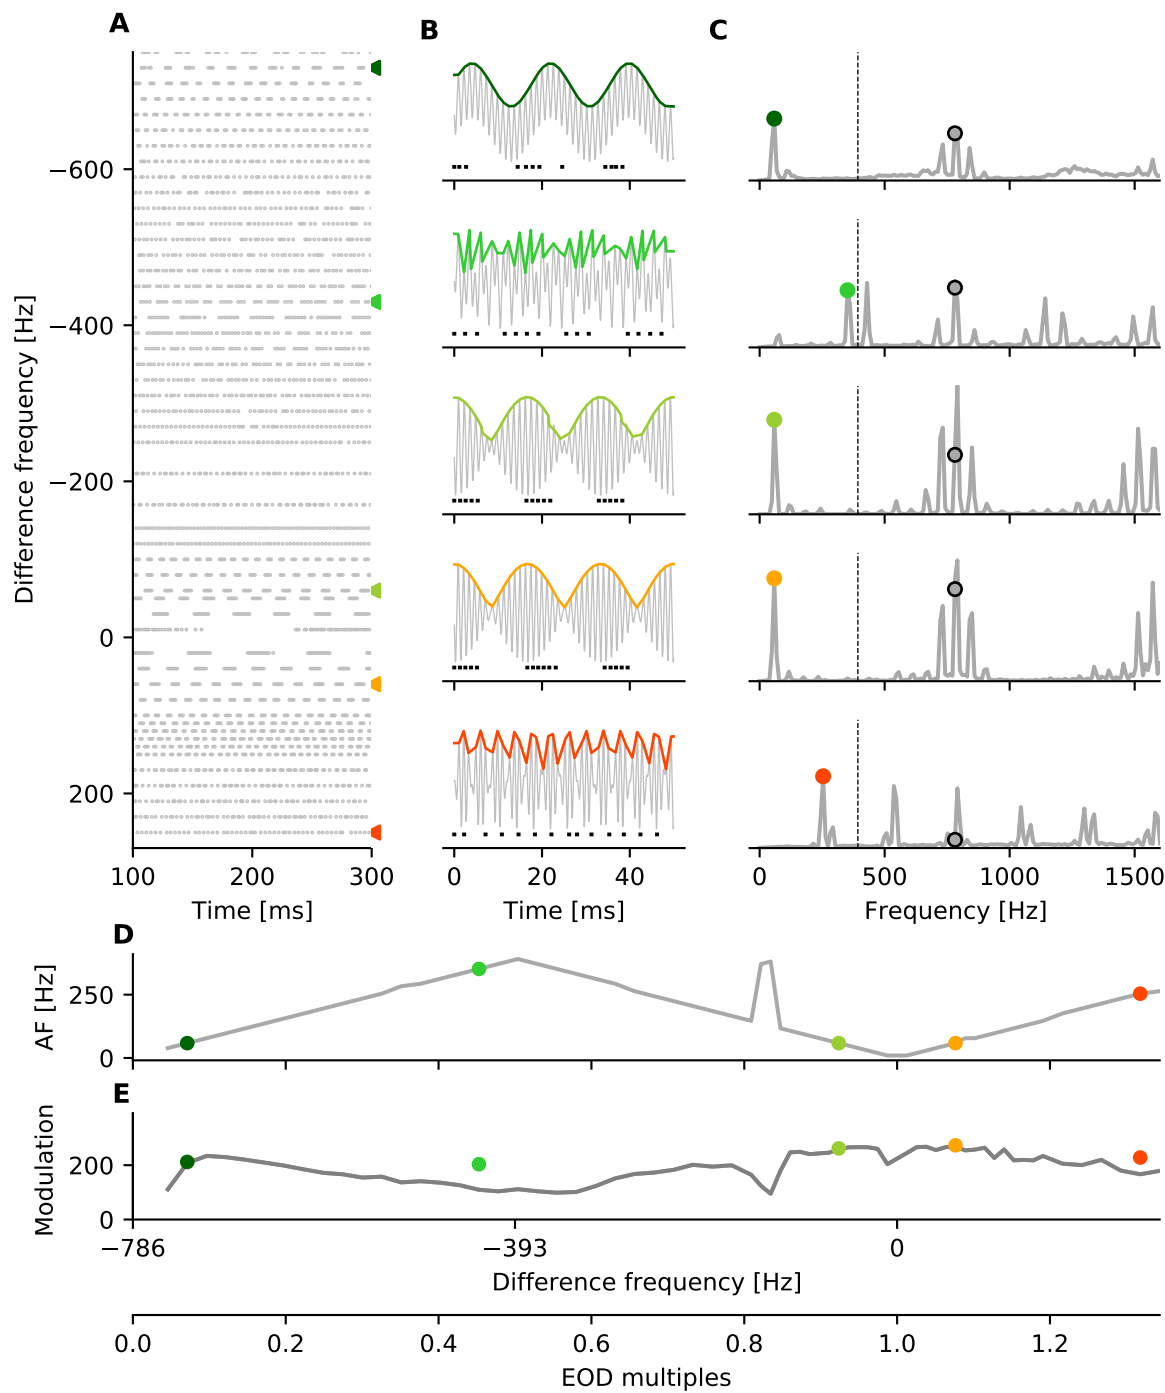 A
B
C
Difference frequency [Hz]
−600
−400
−200
0
200
100
200
300
Time [ms]
0
20
40
Time [ms]
0
500
1000
1500
Frequency [Hz]
D
AF [Hz]
250
0
E
Modulation
200
0
−786
−393
0
Difference frequency [Hz]
0.0
0.2
0.4
0.6
0.8
1.0
1.2
EOD multiples